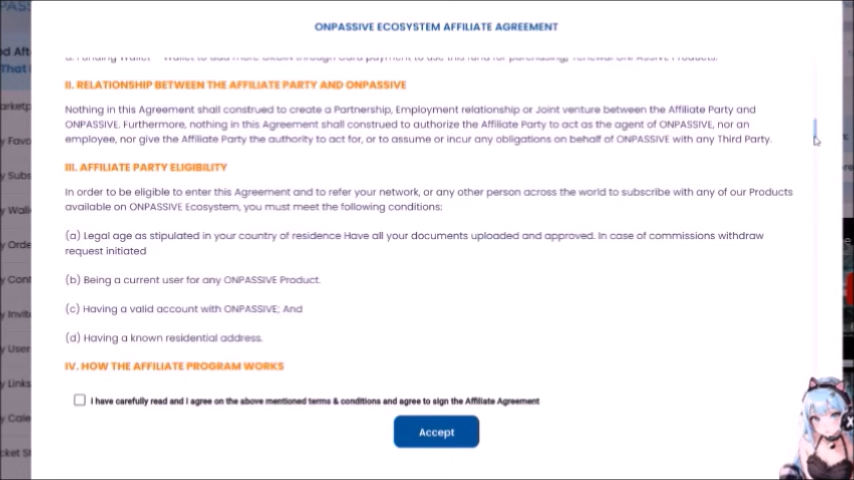 ONPASSIVE ECOSYSTEM AFFILIATE AGREEMENT
II. RELATIONSHIP BETWEEN THE AFFILIATE PARTY AND ONPASSIVE
Nothing in this Agreement shall construed to create a Partnership, Employment relationship or Joint venture between the Affiliate Party and
ONPASSIVE. Furthermore, nothing in this Agreement shall construed to authorize the Affiliate Party to act as the agent of ONPASSIVE, nor an
employee, nor give the Affiliate Party the authority to act for, or to assume or incur any obligations on behalf of ONPASSIVE with any Third Party.
III. AFFILIATE PARTY ELIGIBILITY
In order to be eligible to enter this Agreement and to refer your network, or any other person across the world to subscribe with any of our Products
available on ONPASSIVE Ecosystem, you must meet the following conditions:
(a) Legal age as stipulated in your country of residence Have all your documents uploaded and approved. In case of commissions withdraw
request initiated
(b) Being a current user for any ONPASSIVE Product.
(c) Having a valid account with ONPASSIVE; And
(d) Having a known residential address.
IV. HOW THE AFFILIATE PROGRAM WORKS
I have carefully read and I agree on the above mentioned terms & conditions and agree to sign the Affiliate Agreement
Accept